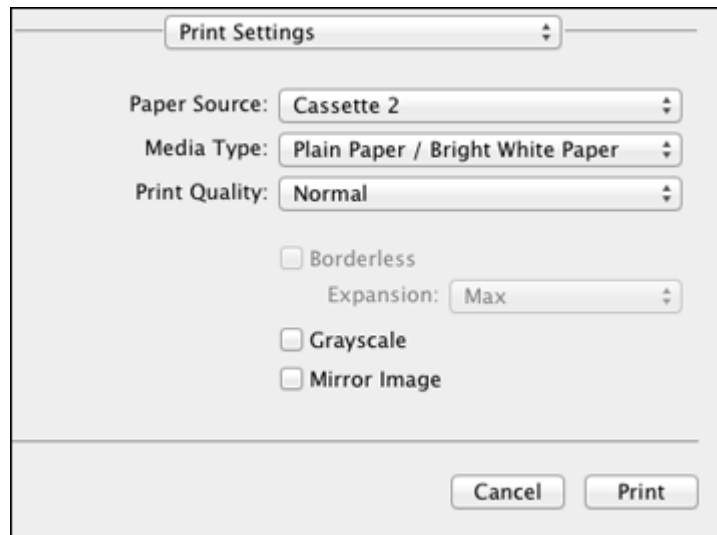 Print Settings
Paper Source: Cassette 2
Media Type: Plain Paper / Bright White Paper
Print Quality: Normal
Borderless
Expansion: Max
Grayscale
Mirror Image
Cancel Print